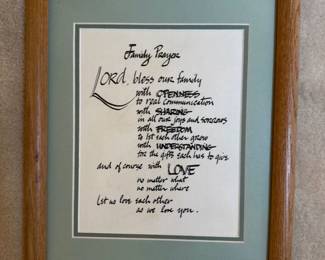 Family Prayer
LORD, bless our family
with OPENNESS
to real communication
with SHARING
in all our joys and sorrows
with FREEDOM
to let each other grow
with UNDERSTANDING
for the gifts each has to give
and of course with LOVE
no matter what
no matter where
Let us love each other
as we love you.